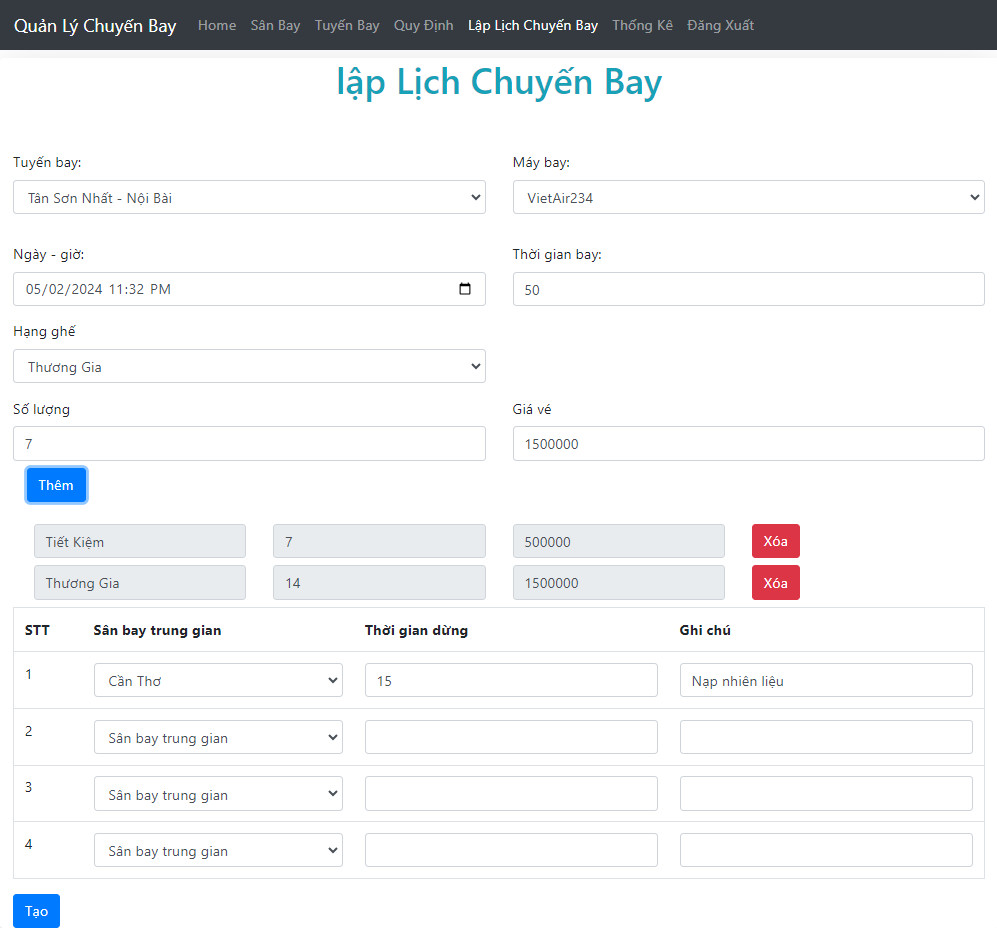 Quản Lý Chuyến Bay Home Sân Bay Tuyến Bay Quy Định Lập Lịch Chuyến Bay Thống Kê Đăng Xuất
lập Lịch Chuyến Bay
Tuyến bay: Máy bay:
Tân Sơn Nhất - Nội Bài VietAir234
Ngày - giờ: Thời gian bay:
05/02/2024 11:32 PM 50
Hạng ghế
Thương Gia
Số lượng Giá vé
7 1500000
Thêm
Tiết Kiệm 7 500000 Xóa
Thương Gia 14 1500000 Xóa
STT Sân bay trung gian Thời gian dừng Ghi chú
1 Cần Thơ 15 Nạp nhiên liệu
2 Sân bay trung gian
3 Sân bay trung gian
4 Sân bay trung gian
Tạo